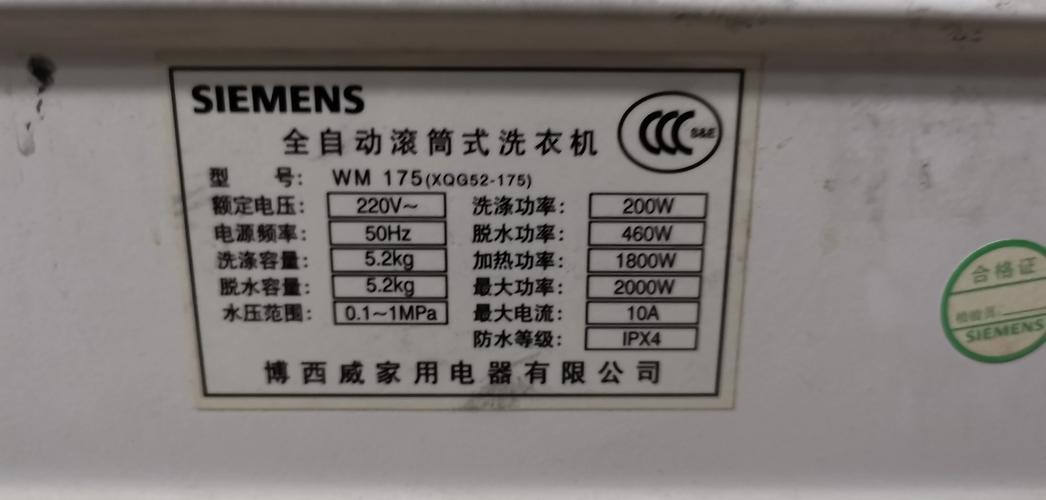 SIEMENS
CCC S&E
全自动滚筒式洗衣机
型 号: WM 175(XQG52-175)
额定电压: 220V~ 洗涤功率: 200W
电源频率: 50Hz 脱水功率: 460W
洗涤容量: 5.2kg 加热功率: 1800W
脱水容量: 5.2kg 最大功率: 2000W
水压范围: 0.1~1MPa 最大电流: 10A
防水等级: IPX4
博西威家用电器有限公司
合格证
检验员:
SIEMENS